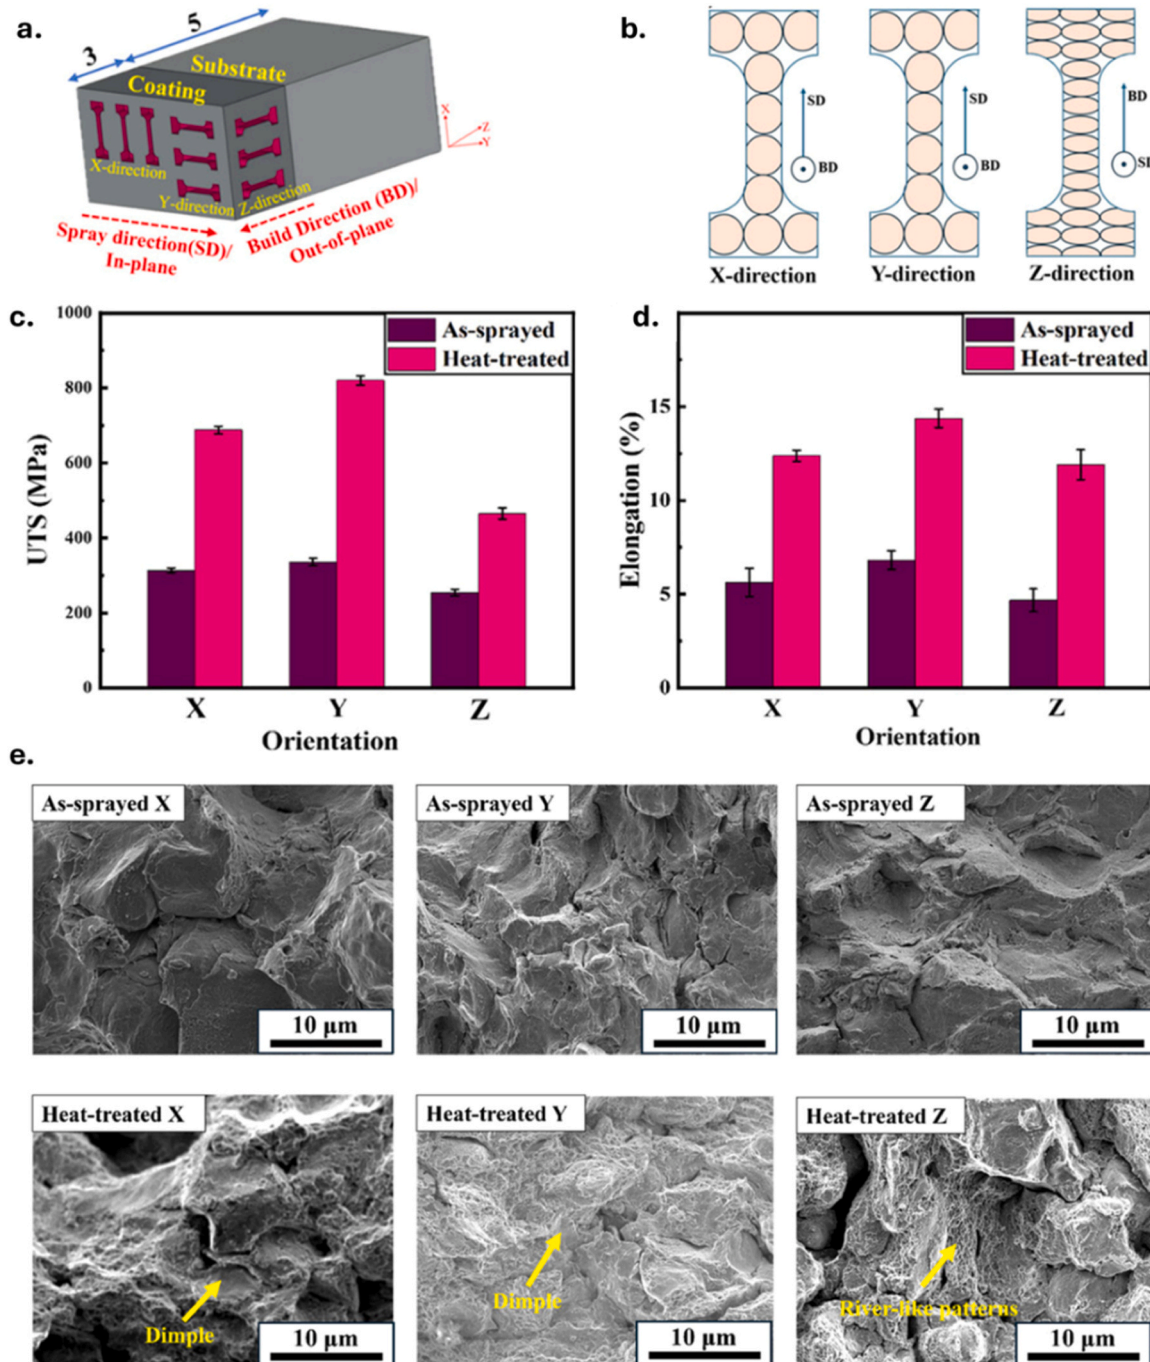 a.
3
5
Substrate
Coating
X-direction
Y-direction
Z-direction
X
Z
Y
Spray direction(SD)/
In-plane
Build Direction (BD)/
Out-of-plane
b.
SD
BD
X-direction
SD
BD
Y-direction
BD
SD
Z-direction
c.
As-sprayed
Heat-treated
UTS (MPa)
1000
800
600
400
200
0
X Y Z
Orientation
d.
As-sprayed
Heat-treated
Elongation (%)
15
10
5
0
X Y Z
Orientation
e.
As-sprayed X
10 µm
As-sprayed Y
10 µm
As-sprayed Z
10 µm
Heat-treated X
Dimple
10 µm
Heat-treated Y
Dimple
10 µm
Heat-treated Z
River-like patterns
10 µm